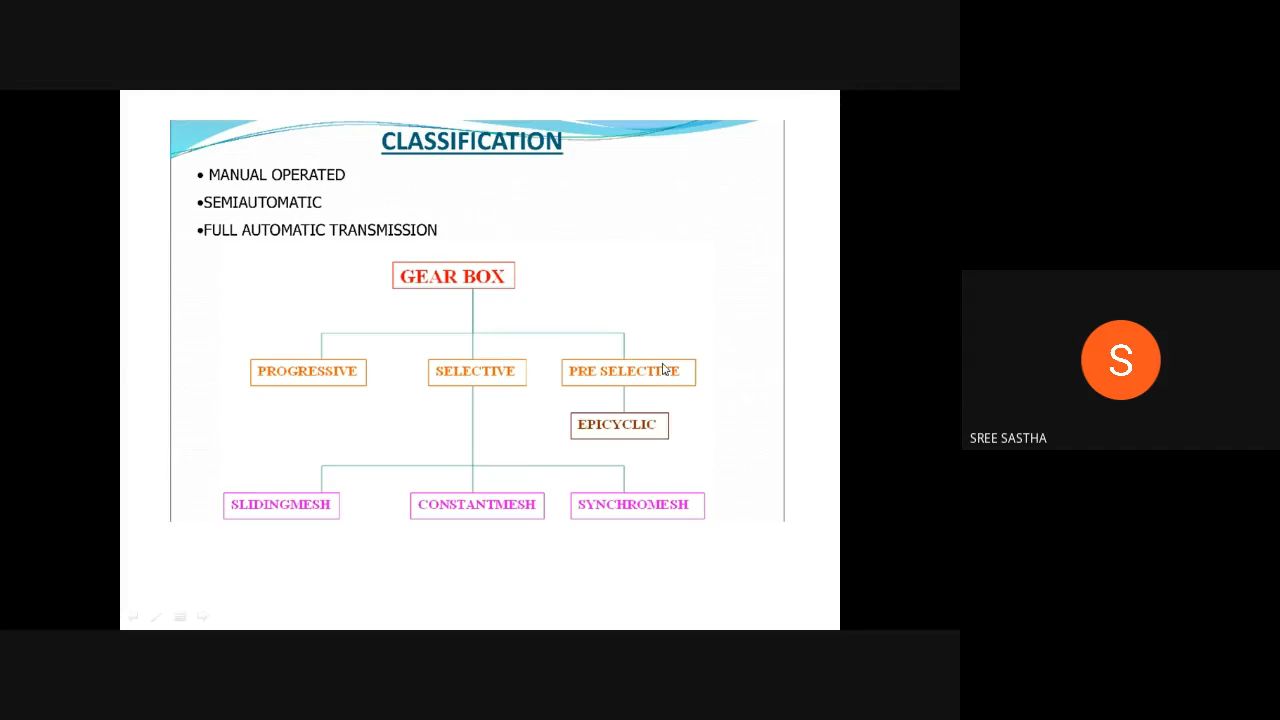 CLASSIFICATION
• MANUAL OPERATED
•SEMIAUTOMATIC
•FULL AUTOMATIC TRANSMISSION
GEAR BOX
PROGRESSIVE
SELECTIVE
PRE SELECTIVE
EPICYCLIC
SLIDINGMESH
CONSTANTMESH
SYNCHROMESH
S
SREE SASTHA